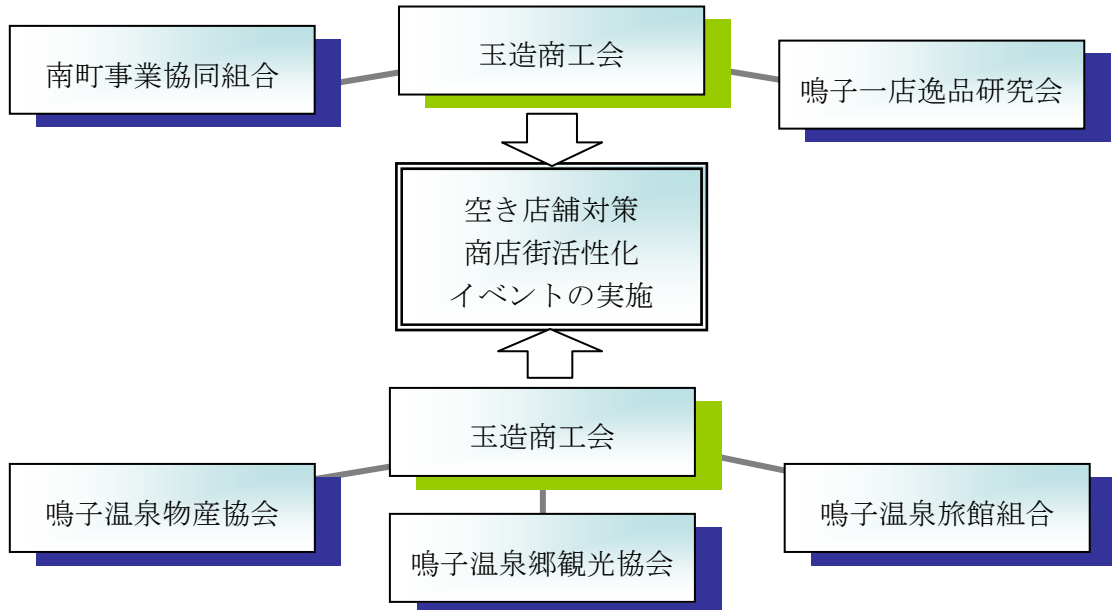 南町事業協同組合
玉造商工会
鳴子一店逸品研究会
空き店舗対策
商店街活性化
イベントの実施
玉造商工会
鳴子温泉物産協会
鳴子温泉郷観光協会
鳴子温泉旅館組合